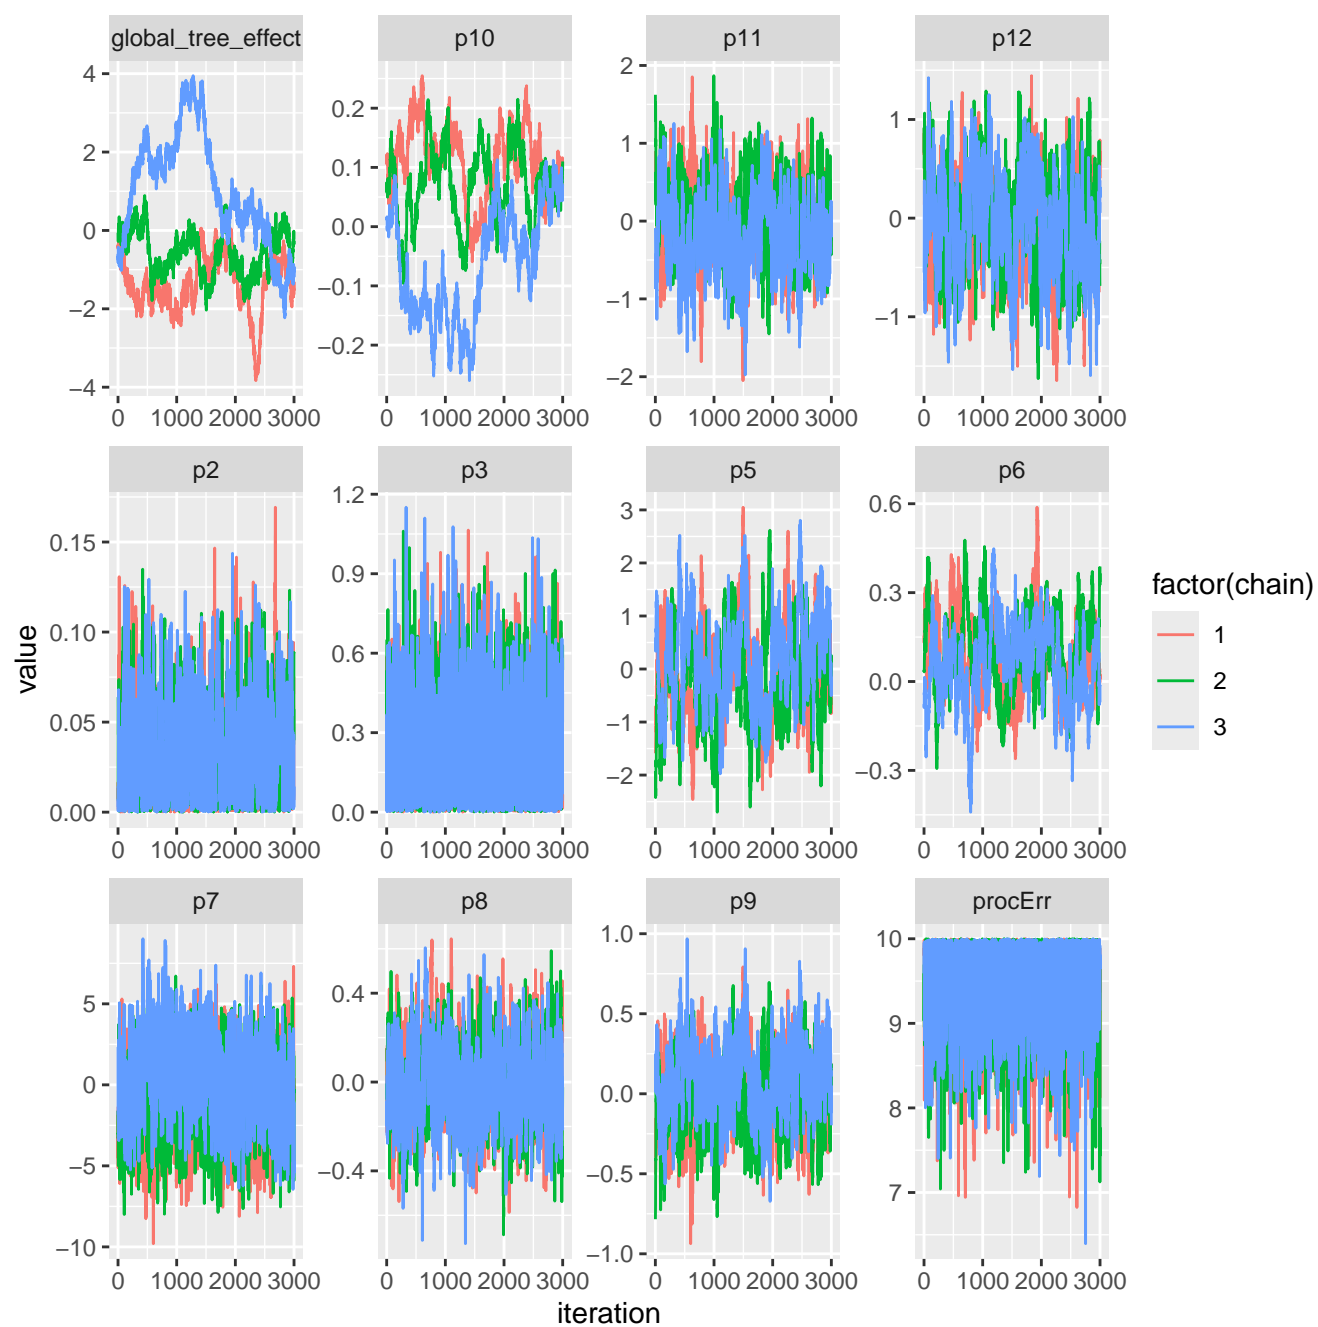 global_tree_effect p10 p11 p12
4 2 0 −2 −4
0.2 0.1 0.0 −0.1 −0.2
2 1 0 −1 −2
1 0 −1
0 1000 2000 3000 0 1000 2000 3000 0 1000 2000 3000 0 1000 2000 3000
p2 p3 p5 p6
0.15 0.10 0.05 0.00
1.2 0.9 0.6 0.3 0.0
3 2 1 0 −1 −2
0.6 0.3 0.0 −0.3
0 1000 2000 3000 0 1000 2000 3000 0 1000 2000 3000 0 1000 2000 3000
p7 p8 p9 procErr
5 0 −5 −10
0.4 0.0 −0.4
1.0 0.5 0.0 −0.5 −1.0
10 9 8 7
0 1000 2000 3000 0 1000 2000 3000 0 1000 2000 3000 0 1000 2000 3000
value
iteration
factor(chain)
1
2
3